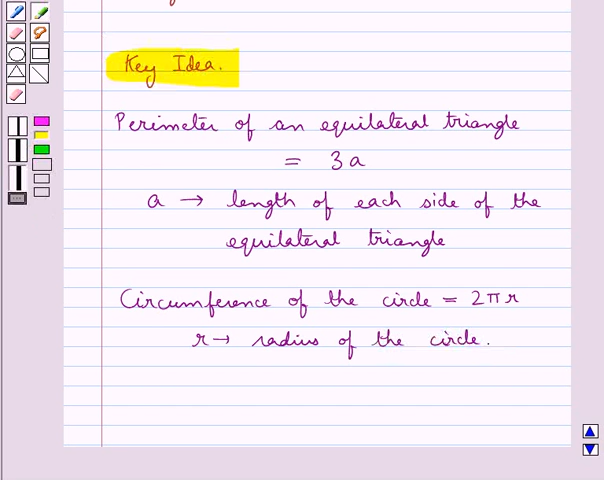 Key Idea.
Perimeter of an equilateral triangle
= 3a
a → length of each side of the
equilateral triangle
Circumference of the circle = 2πr
r → radius of the circle.